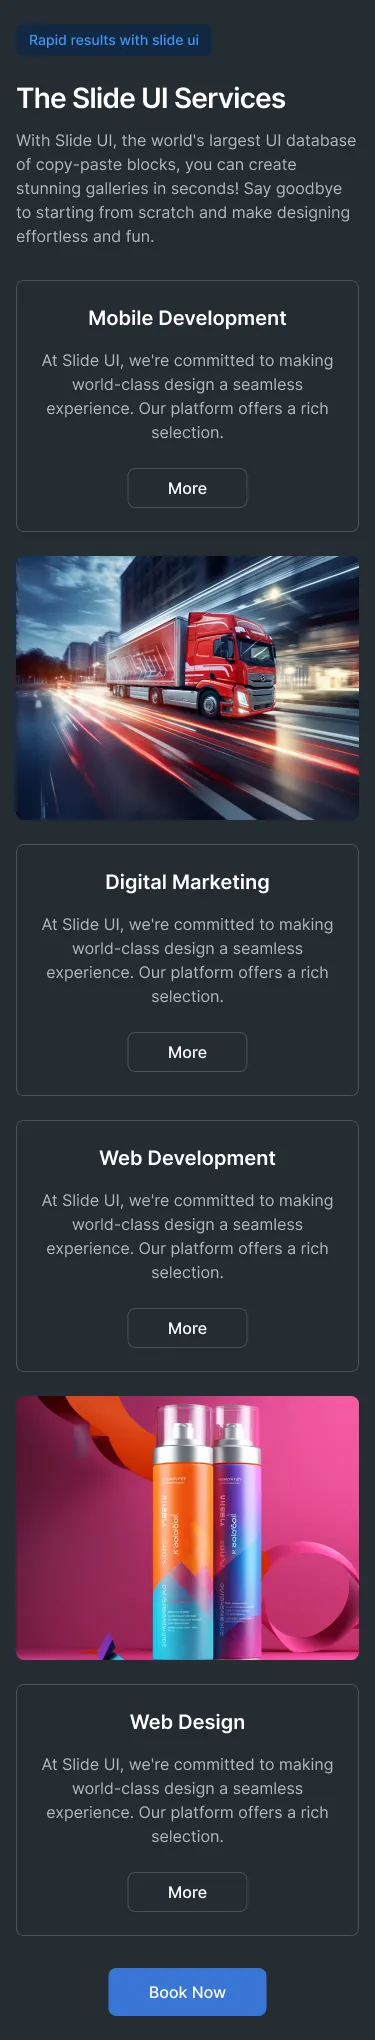 Rapid results with slide ui
The Slide UI Services
With Slide UI, the world's largest UI database
of copy-paste blocks, you can create
stunning galleries in seconds! Say goodbye
to starting from scratch and make designing
effortless and fun.
Mobile Development
At Slide UI, we're committed to making
world-class design a seamless
experience. Our platform offers a rich
selection.
More
Digital Marketing
At Slide UI, we're committed to making
world-class design a seamless
experience. Our platform offers a rich
selection.
More
Web Development
At Slide UI, we're committed to making
world-class design a seamless
experience. Our platform offers a rich
selection.
More
Web Design
At Slide UI, we're committed to making
world-class design a seamless
experience. Our platform offers a rich
selection.
More
Book Now